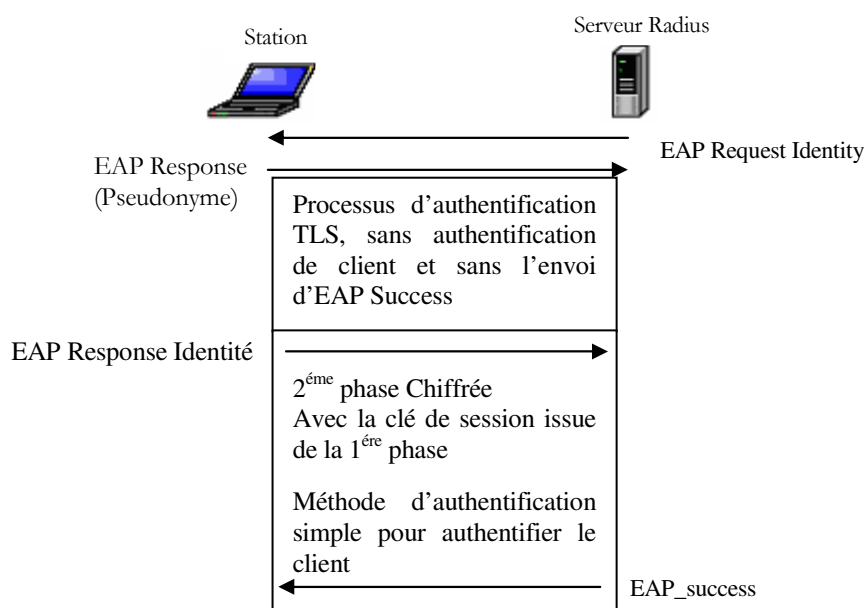 Station
Serveur Radius
EAP Request Identity
EAP Response
(Pseudonyme)
Processus d'authentification
TLS, sans authentification
de client et sans l'envoi
d'EAP Success
EAP Response Identité
2éme phase Chiffrée
Avec la clé de session issue
de la 1ére phase
Méthode d'authentification
simple pour authentifier le
client
EAP_success